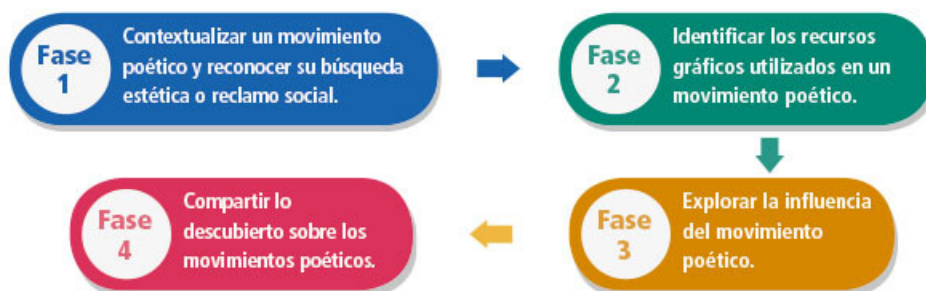 Fase
1
Contextualizar un movimiento
poético y reconocer su búsqueda
estética o reclamo social.
Fase
2
Identificar los recursos
gráficos utilizados en un
movimiento poético.
Fase
3
Explorar la influencia
del movimiento
poético.
Fase
4
Compartir lo
descubierto sobre los
movimientos poéticos.